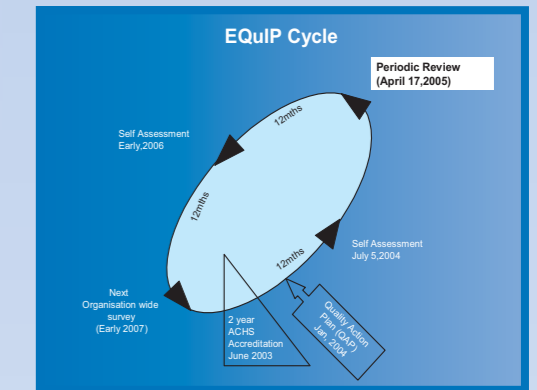 EQuIP Cycle
Periodic Review
(April 17,2005)
12mths
Self Assessment
Early,2006
12mths
12mths
Self Assessment
July 5,2004
Next
Organisation wide
survey
(Early 2007)
2 year
ACHS
Accreditation
June 2003
Quality Action
Plan (QAP)
Jan, 2004